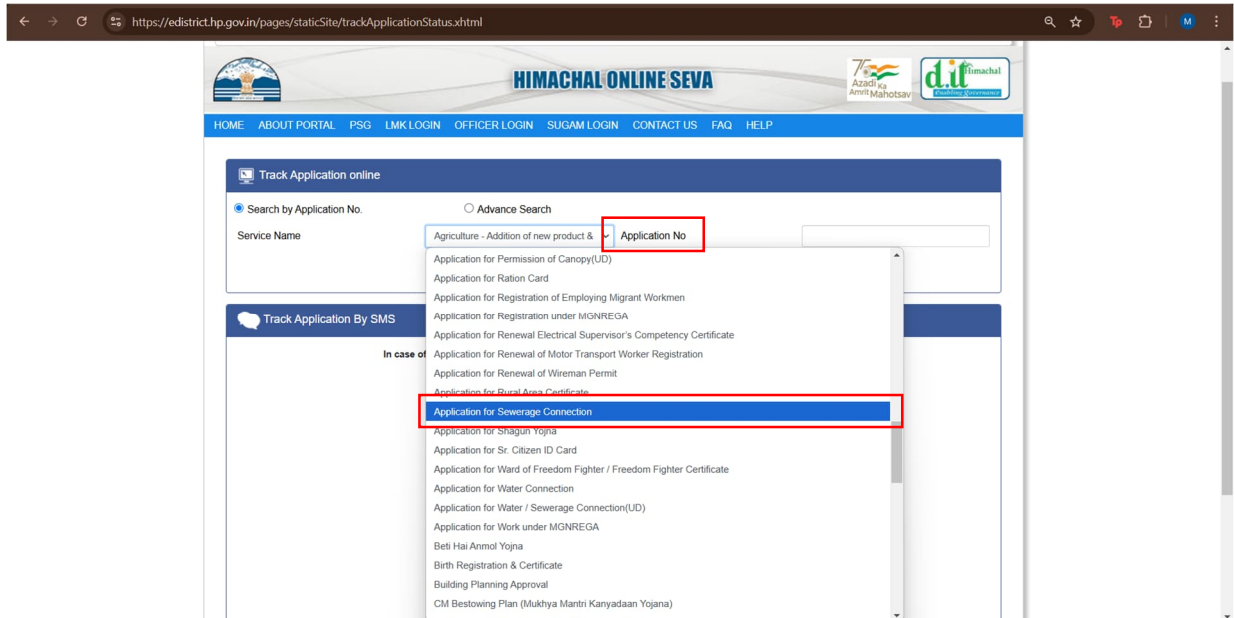 https://edistrict.hp.gov.in/pages/staticSite/trackApplicationStatus.xhtml
Tp
M
HIMACHAL ONLINE SEVA
75
Azadi Ka
Amrit Mahotsav
d.it Himachal
Enabling Governance
HOME ABOUT PORTAL PSG LMK LOGIN OFFICER LOGIN SUGAM LOGIN CONTACT US FAQ HELP
Track Application online
Search by Application No. Advance Search
Service Name Agriculture - Addition of new product & Application No
Application for Permission of Canopy(UD)
Application for Ration Card
Application for Registration of Employing Migrant Workmen
Application for Registration under MGNREGA
Track Application By SMS
Application for Renewal Electrical Supervisor's Competency Certificate
In case of
Application for Renewal of Motor Transport Worker Registration
Application for Renewal of Wireman Permit
Application for Rural Area Certificate
Application for Sewerage Connection
Application for Shagun Yojna
Application for Sr. Citizen ID Card
Application for Ward of Freedom Fighter / Freedom Fighter Certificate
Application for Water Connection
Application for Water / Sewerage Connection(UD)
Application for Work under MGNREGA
Beti Hai Anmol Yojna
Birth Registration & Certificate
Building Planning Approval
CM Bestowing Plan (Mukhya Mantri Kanyadaan Yojana)